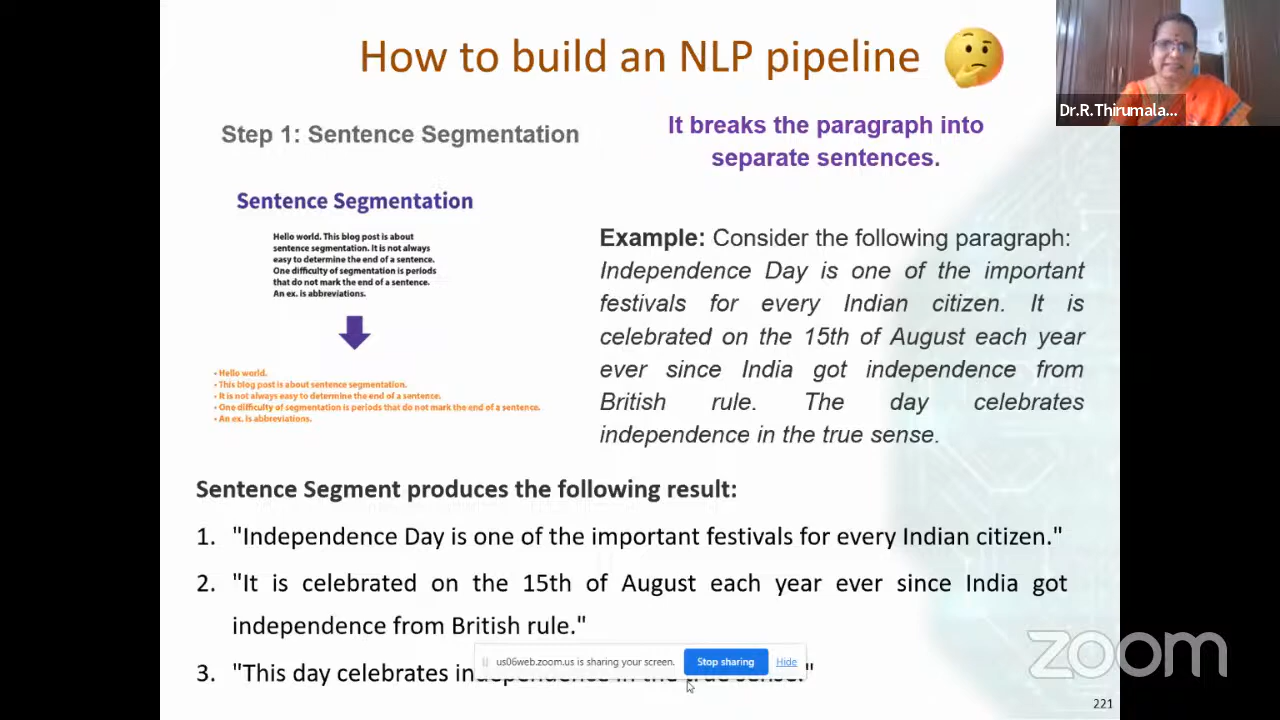 How to build an NLP pipeline
Dr.R.Thirumala...
Step 1: Sentence Segmentation
It breaks the paragraph into
separate sentences.
Sentence Segmentation
Hello world. This blog post is about
sentence segmentation. It is not always
easy to determine the end of a sentence.
One difficulty of segmentation is periods
that do not mark the end of a sentence.
An ex. is abbreviations.
• Hello world.
• This blog post is about sentence segmentation.
• It is not always easy to determine the end of a sentence.
• One difficulty of segmentation is periods that do not mark the end of a sentence.
• An ex. is abbreviations.
Example: Consider the following paragraph:
Independence Day is one of the important
festivals for every Indian citizen. It is
celebrated on the 15th of August each year
ever since India got independence from
British rule. The day celebrates
independence in the true sense.
Sentence Segment produces the following result:
1. "Independence Day is one of the important festivals for every Indian citizen."
2. "It is celebrated on the 15th of August each year ever since India got
independence from British rule."
3. "This day celebrates independence in the true sense."
us06web.zoom.us is sharing your screen. Stop sharing Hide
zoom
221